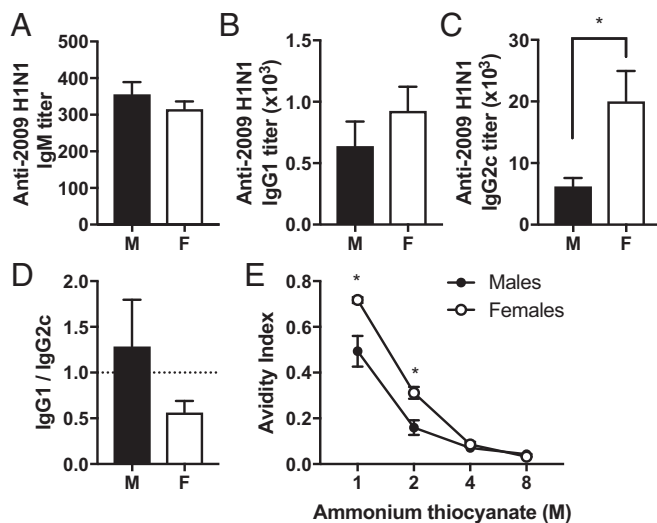 A
Anti-2009 H1N1
IgM titer
500
400
300
200
100
0
M F
B
Anti-2009 H1N1
IgG1 titer (x10³)
1.5
1.0
0.5
0.0
M F
C
Anti-2009 H1N1
IgG2c titer (x10³)
30
20
10
0
*
M F
D
IgG1 / IgG2c
2.0
1.5
1.0
0.5
0.0
M F
E
Avidity Index
0.8
0.6
0.4
0.2
0.0
*
*
Males
Females
1 2 4 8
Ammonium thiocyanate (M)